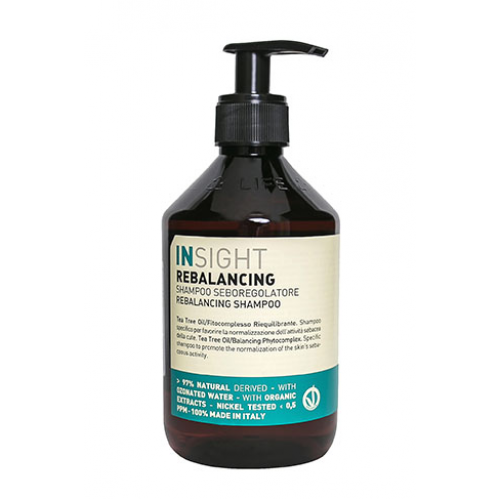 INSIGHT
REBALANCING
SHAMPOO SEBOREGOLATORE
REBALANCING SHAMPOO
Tea Tree Oil/Fitocomplesso Riequilibrante. Shampoo
specifico per favorire la normalizzazione dell'attività sebacea
della cute. Tea Tree Oil/Balancing Phytocomplex. Specific
shampoo to promote the normalization of the skin's seba-
ceous activity.
> 97% NATURAL DERIVED - WITH
OZONATED WATER - WITH ORGANIC
EXTRACTS - NICKEL TESTED < 0,5
PPM - 100% MADE IN ITALY